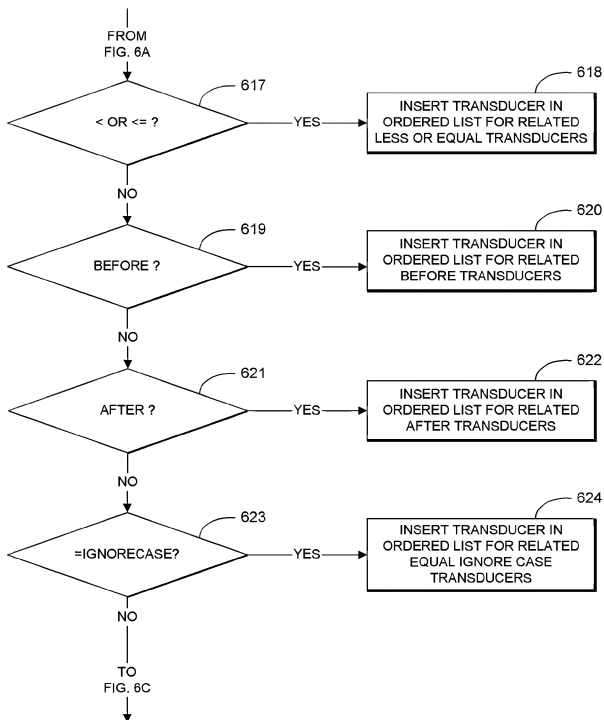 FROM
FIG. 6A
617
< OR <= ?
YES
618
INSERT TRANSDUCER IN
ORDERED LIST FOR RELATED
LESS OR EQUAL TRANSDUCERS
NO
619
BEFORE ?
YES
620
INSERT TRANSDUCER IN
ORDERED LIST FOR RELATED
BEFORE TRANSDUCERS
NO
621
AFTER ?
YES
622
INSERT TRANSDUCER IN
ORDERED LIST FOR RELATED
AFTER TRANSDUCERS
NO
623
=IGNORECASE?
YES
624
INSERT TRANSDUCER IN
ORDERED LIST FOR RELATED
EQUAL IGNORE CASE
TRANSDUCERS
NO
TO
FIG. 6C